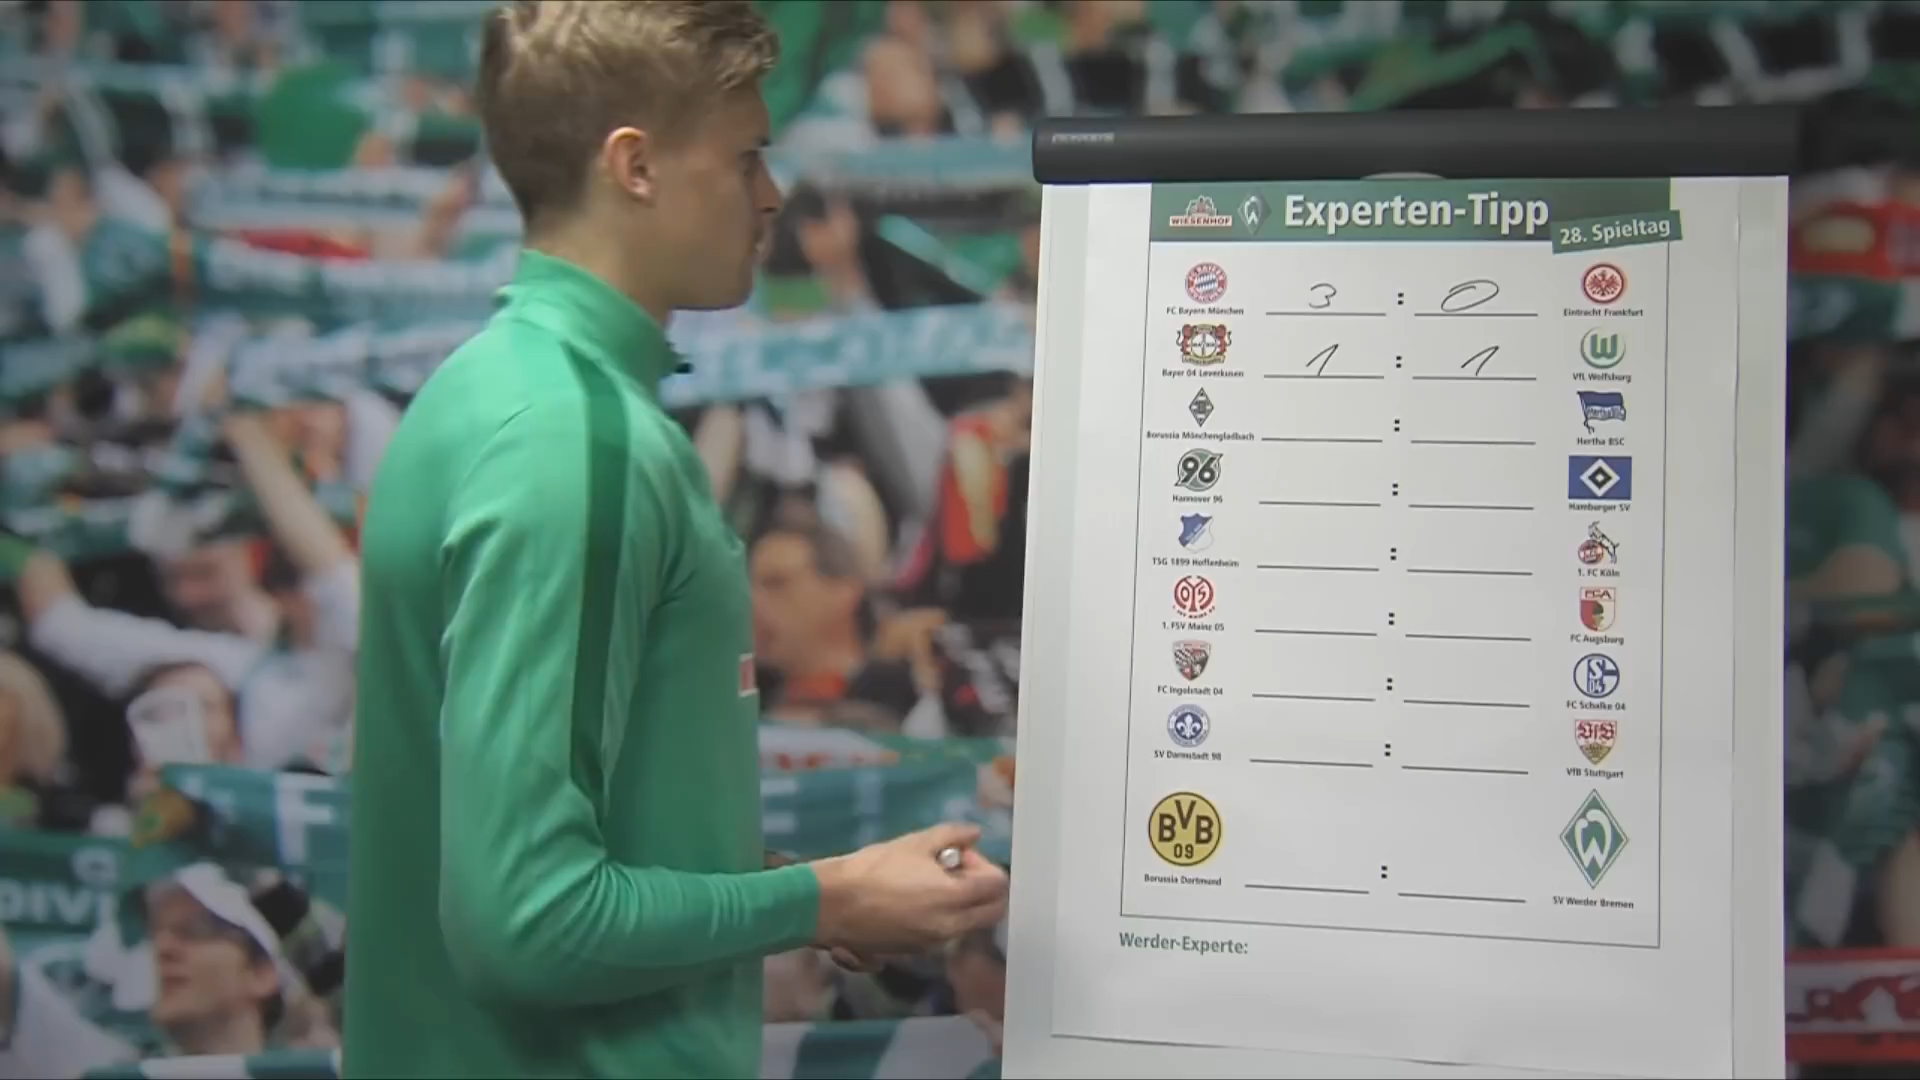 WIESENHOF Experten-Tipp
28. Spieltag
FC Bayern München 3 : 0 Eintracht Frankfurt
Bayer 04 Leverkusen 1 : 1 VfL Wolfsburg
Borussia Mönchengladbach : Hertha BSC
96
Hannover 96 : Hamburger SV
TSG 1899 Hoffenheim : 1. FC Köln
1. FSV Mainz 05 : FC Augsburg
FCA
FC Ingolstadt 04 : FC Schalke 04
SV Darmstadt 98 : VfB Stuttgart
BVB 09
Borussia Dortmund : SV Werder Bremen
Werder-Experte: